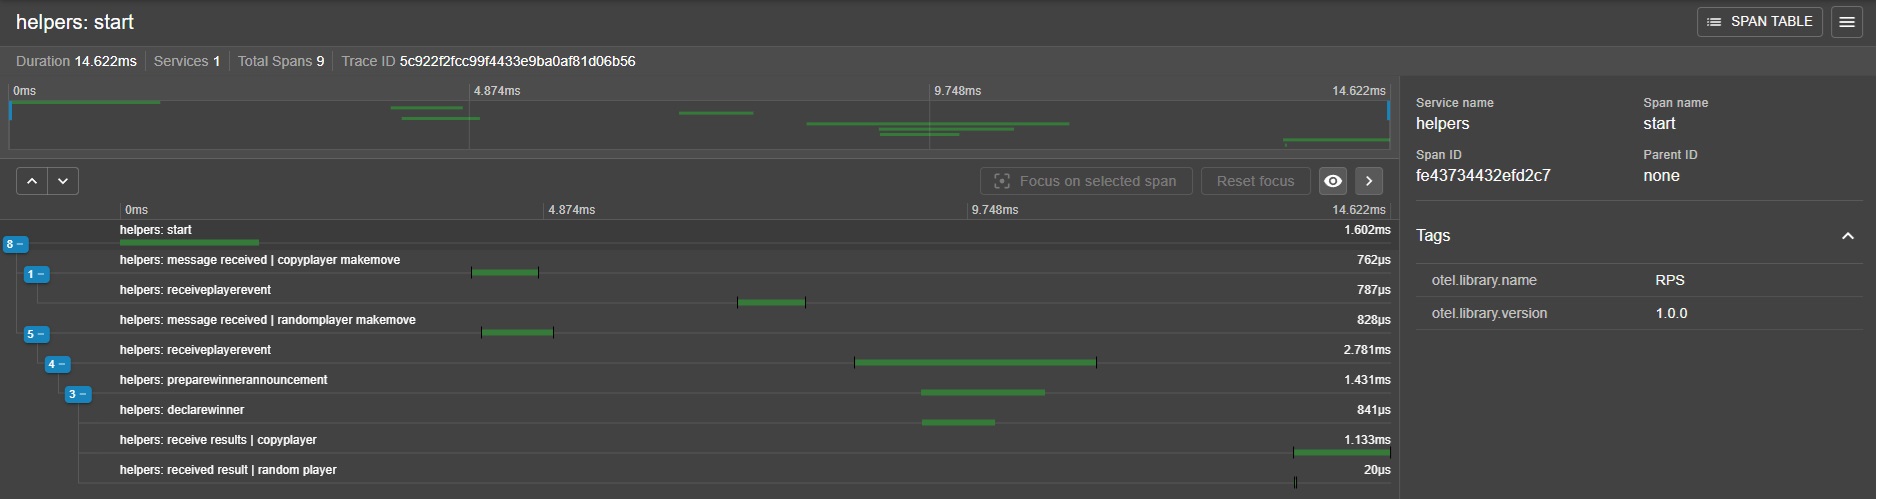 helpers: start
SPAN TABLE
Duration 14.622ms Services 1 Total Spans 9 Trace ID 5c922f2fcc99f4433e9ba0af81d06b56
0ms 4.874ms 9.748ms 14.622ms
Focus on selected span Reset focus
0ms 4.874ms 9.748ms 14.622ms
helpers: start 1.602ms
8 −
helpers: message received | copyplayer makemove 762µs
1 −
helpers: receiveplayerevent 787µs
helpers: message received | randomplayer makemove 828µs
5 −
helpers: receiveplayerevent 2.781ms
4 −
helpers: preparewinnerannouncement 1.431ms
3 −
helpers: declarewinner 841µs
helpers: receive results | copyplayer 1.133ms
helpers: received result | random player 20µs
Service name Span name
helpers start
Span ID Parent ID
fe43734432efd2c7 none
Tags
otel.library.name RPS
otel.library.version 1.0.0